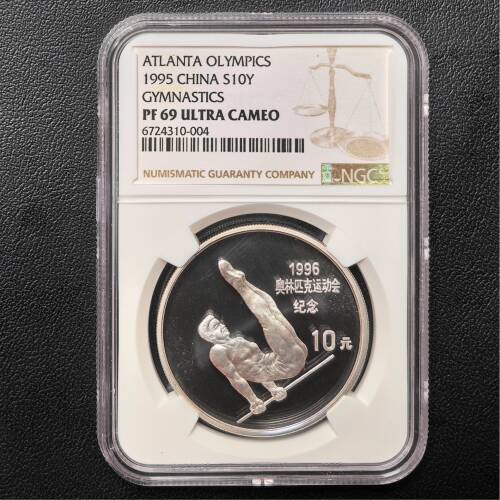 ATLANTA OLYMPICS
1995 CHINA S10Y
GYMNASTICS
PF 69 ULTRA CAMEO
6724310-004
NUMISMATIC GUARANTY COMPANY
NGC
1996
奥林匹克运动会
纪念
10元